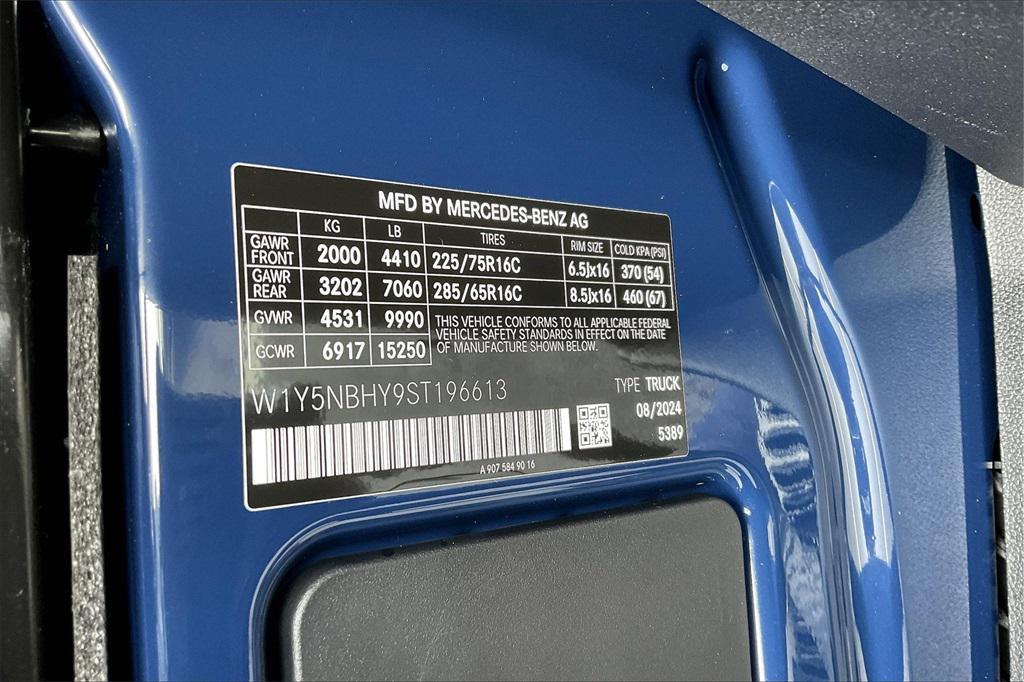 MFD BY MERCEDES-BENZ AG
KG LB TIRES RIM SIZE COLD KPA (PSI)
GAWR FRONT 2000 4410 225/75R16C 6.5Jx16 370 (54)
GAWR REAR 3202 7060 285/65R16C 8.5Jx16 460 (67)
GVWR 4531 9990
GCWR 6917 15250
THIS VEHICLE CONFORMS TO ALL APPLICABLE FEDERAL
VEHICLE SAFETY STANDARDS IN EFFECT ON THE DATE
OF MANUFACTURE SHOWN BELOW.
W1Y5NBHY9ST196613
TYPE TRUCK
08/2024
5389
A 907 584 90 16